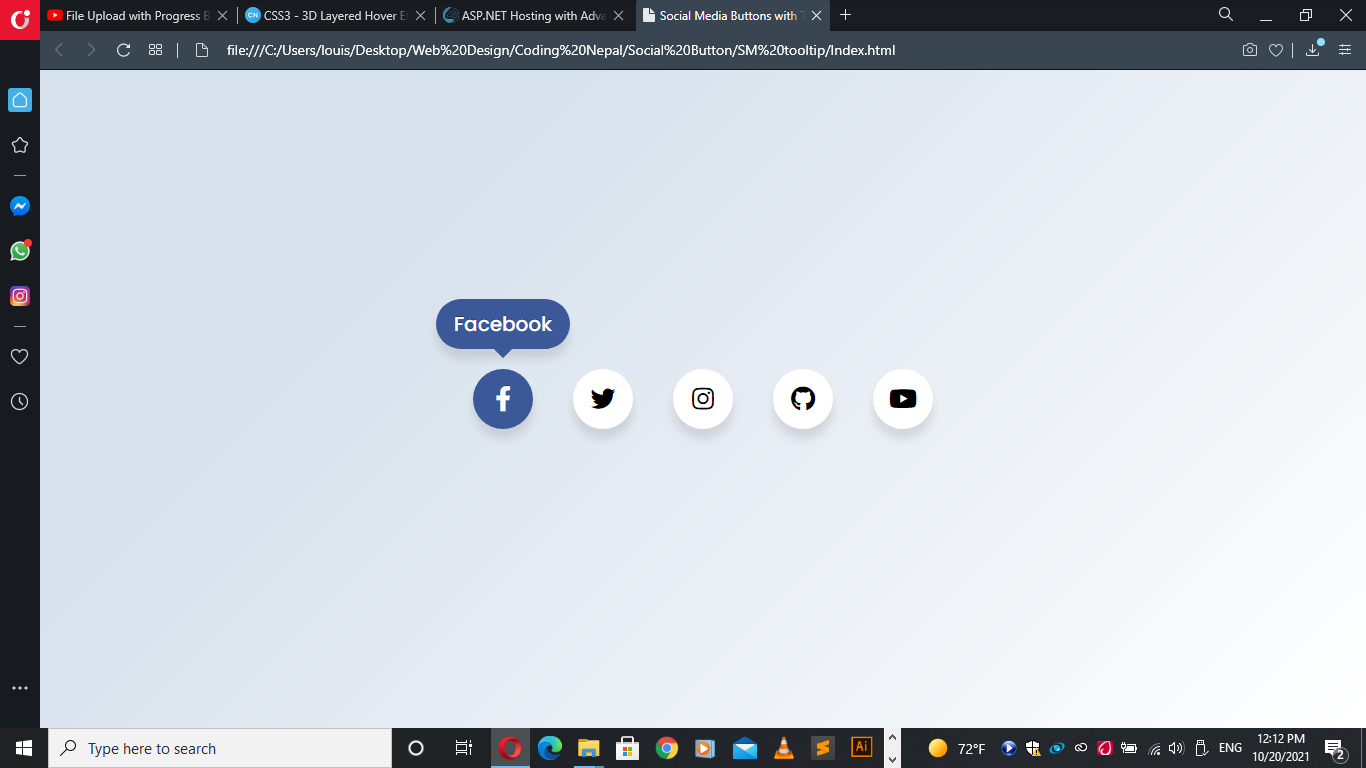 File Upload with Progress B
CSS3 - 3D Layered Hover Ef
ASP.NET Hosting with Adva
Social Media Buttons with T
file:///C:/Users/louis/Desktop/Web%20Design/Coding%20Nepal/Social%20Button/SM%20tooltip/Index.html
Facebook
Type here to search
Ai
72°F
ENG
12:12 PM
10/20/2021
2